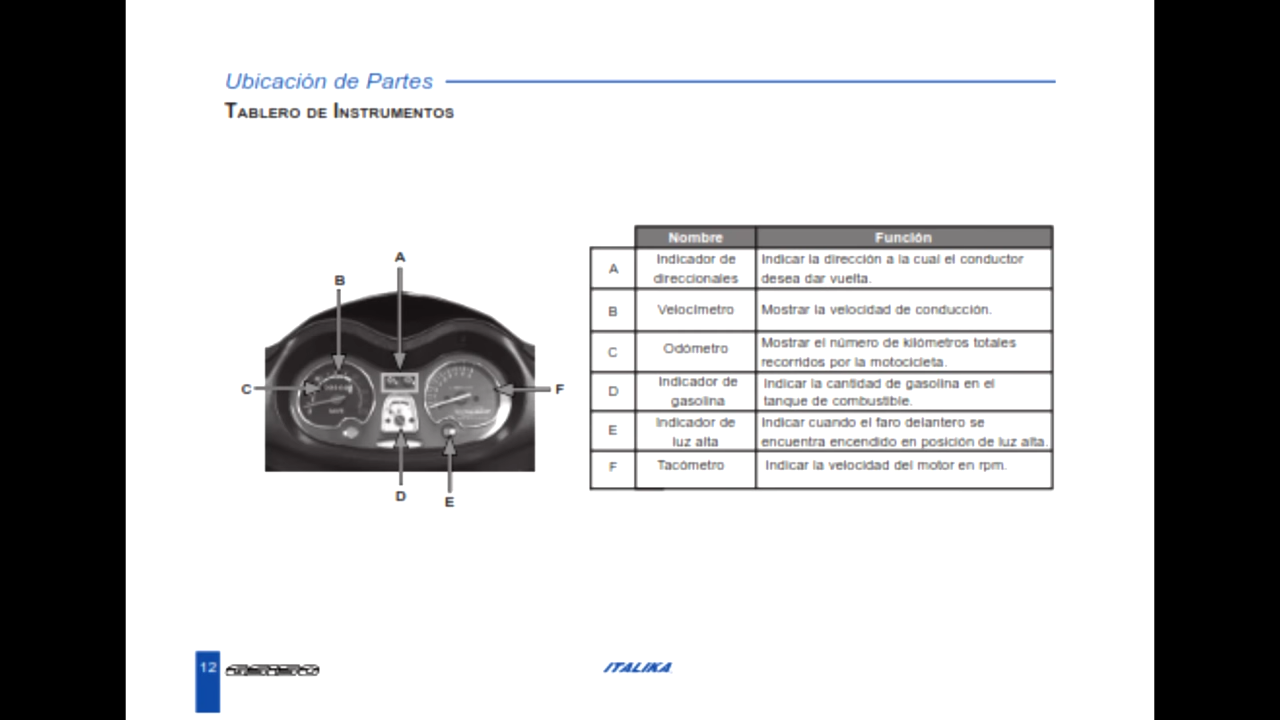 Ubicación de Partes
TABLERO DE INSTRUMENTOS
A
B
C
F
D
E
Nombre Función
A Indicador de direccionales Indicar la dirección a la cual el conductor desea dar vuelta.
B Velocímetro Mostrar la velocidad de conducción.
C Odómetro Mostrar el número de kilómetros totales recorridos por la motocicleta.
D Indicador de gasolina Indicar la cantidad de gasolina en el tanque de combustible.
E Indicador de luz alta Indicar cuando el faro delantero se encuentra encendido en posición de luz alta.
F Tacómetro Indicar la velocidad del motor en rpm.
12
ITALIKA